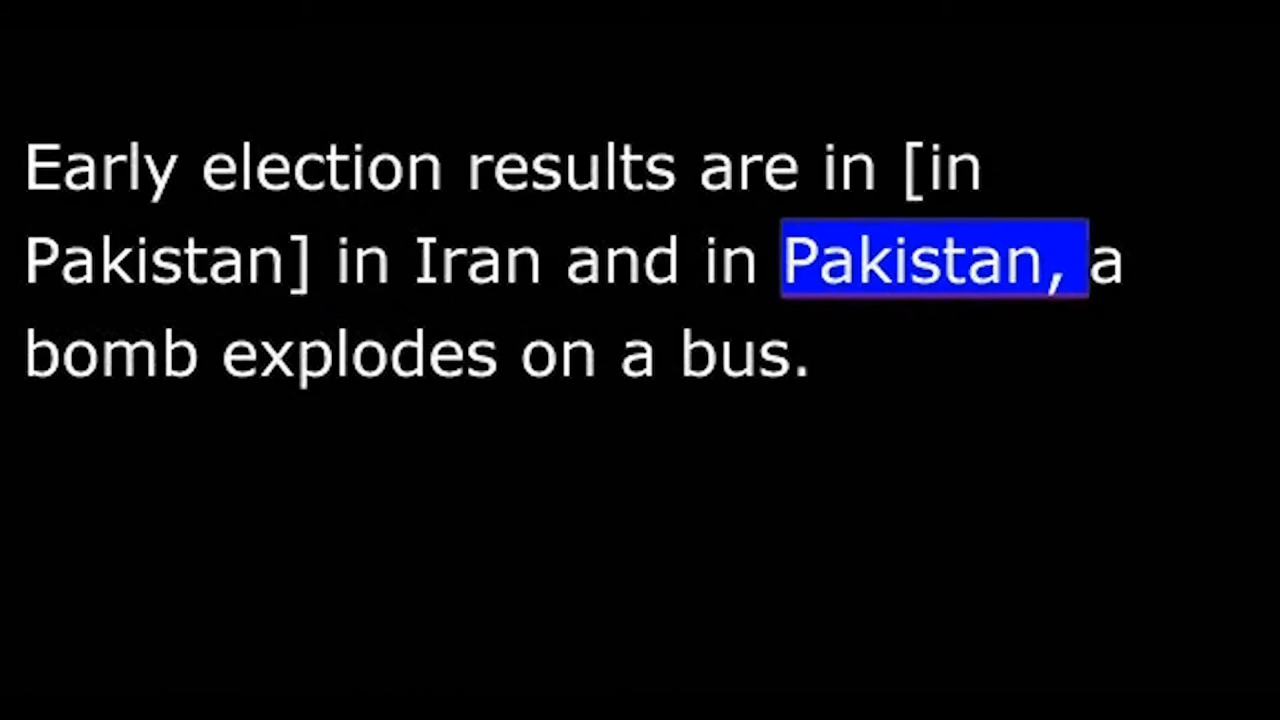 Early election results are in [in
Pakistan] in Iran and in Pakistan, a
bomb explodes on a bus.